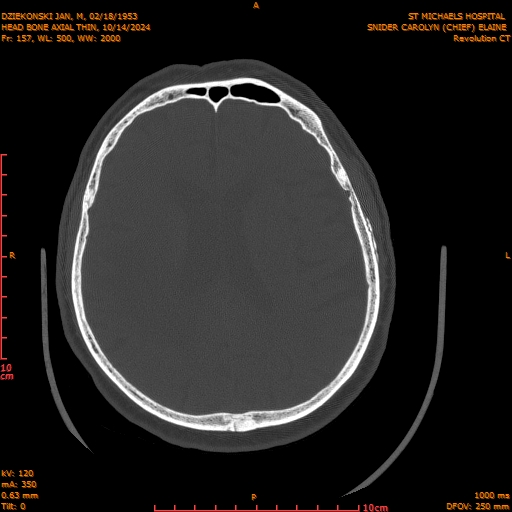 A
DZIEKONSKI JAN, M, 02/18/1953
HEAD BONE AXIAL THIN, 10/14/2024
Fr: 157, WL: 500, WW: 2000
ST MICHAELS HOSPITAL
SNIDER CAROLYN (CHIEF) ELAINE
Revolution CT
R
L
10
cm
kV: 120
mA: 350
0.63 mm
Tilt: 0
P
10cm
1000 ms
DFOV: 250 mm